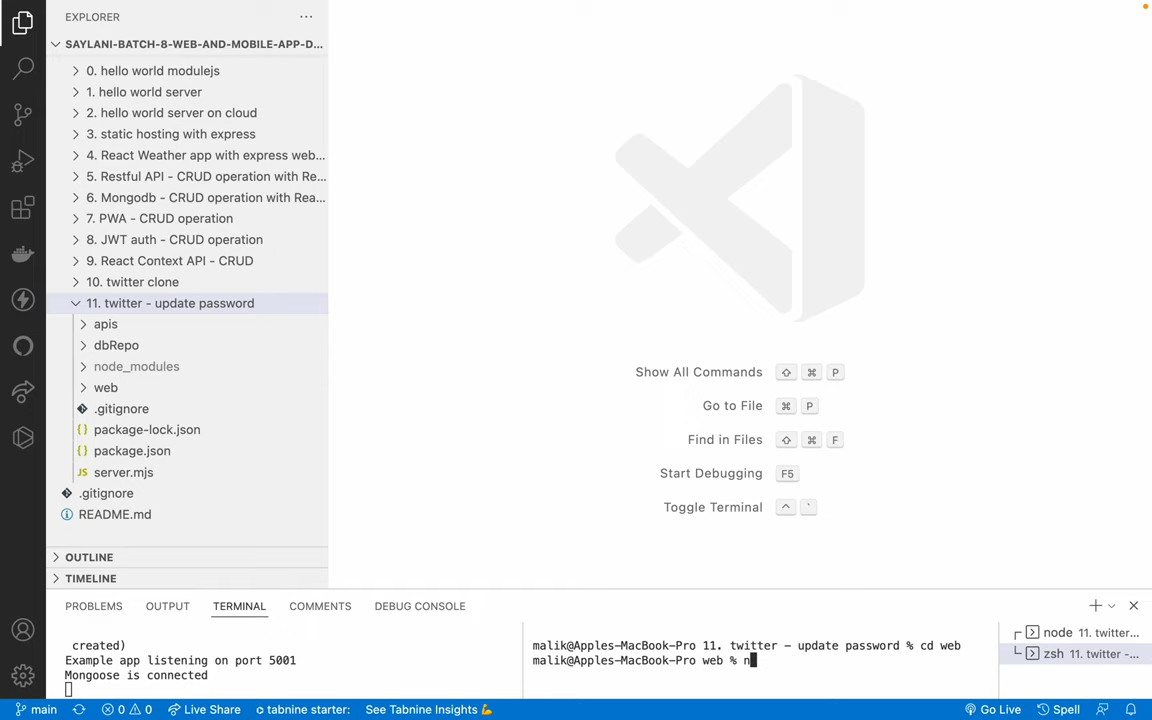 EXPLORER
SAYLANI-BATCH-8-WEB-AND-MOBILE-APP-D...
0. hello world modulejs
1. hello world server
2. hello world server on cloud
3. static hosting with express
4. React Weather app with express web...
5. Restful API - CRUD operation with Re...
6. Mongodb - CRUD operation with Rea...
7. PWA - CRUD operation
8. JWT auth - CRUD operation
9. React Context API - CRUD
10. twitter clone
11. twitter - update password
apis
dbRepo
node_modules
web
.gitignore
package-lock.json
package.json
JS server.mjs
.gitignore
README.md
OUTLINE
TIMELINE
Show All Commands ⇧ ⌘ P
Go to File ⌘ P
Find in Files ⇧ ⌘ F
Start Debugging F5
Toggle Terminal ^ `
PROBLEMS OUTPUT TERMINAL COMMENTS DEBUG CONSOLE
created)
Example app listening on port 5001
Mongoose is connected
malik@Apples-MacBook-Pro 11. twitter - update password % cd web
malik@Apples-MacBook-Pro web % n
node 11. twitter...
zsh 11. twitter -...
main 0 0 Live Share tabnine starter: See Tabnine Insights 💪 Go Live Spell